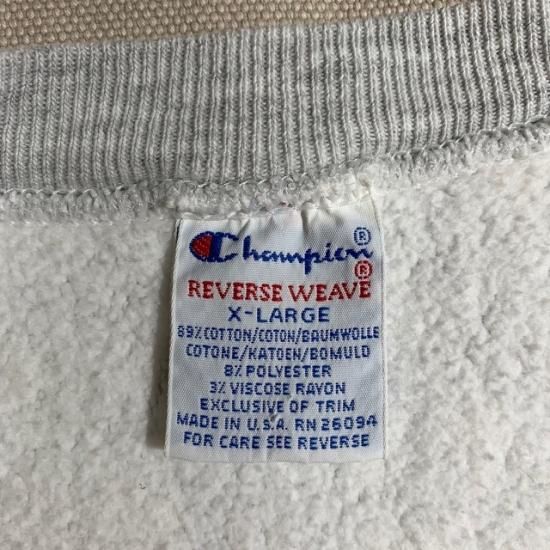 Champion®
REVERSE WEAVE®
X-LARGE
89% COTTON/COTON/BAUMWOLLE
COTONE/KATOEN/BOMULD
8% POLYESTER
3% VISCOSE RAYON
EXCLUSIVE OF TRIM
MADE IN U.S.A. RN 26094
FOR CARE SEE REVERSE